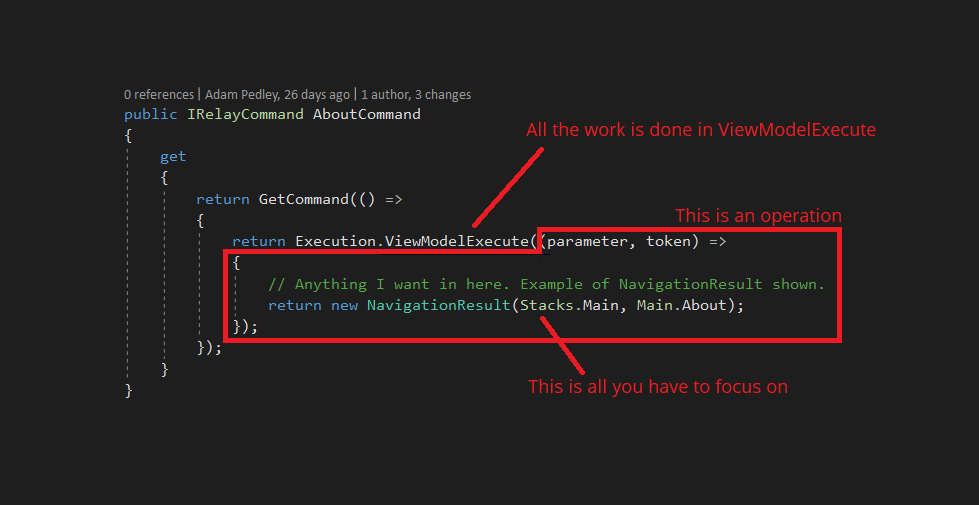 0 references | Adam Pedley, 26 days ago | 1 author, 3 changes
public IRelayCommand AboutCommand
{
All the work is done in ViewModelExecute
get
{
return GetCommand(() =>
{
This is an operation
return Execution.ViewModelExecute((parameter, token) =>
{
// Anything I want in here. Example of NavigationResult shown.
return new NavigationResult(Stacks.Main, Main.About);
});
});
}
This is all you have to focus on
}